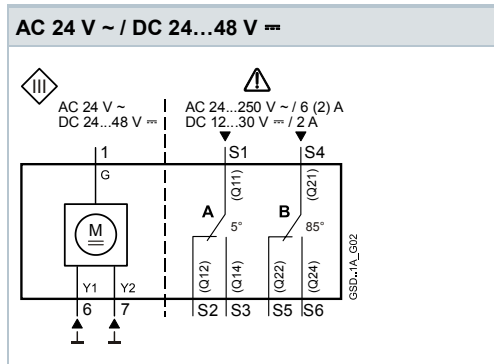 AC 24 V ~ / DC 24…48 V ⎓
III
AC 24 V ~
DC 24...48 V ⎓
AC 24...250 V ~ / 6 (2) A
DC 12...30 V ⎓ / 2 A
1 S1 S4
G (Q11) (Q21)
A B
M 5° 85°
(Q12) (Q14) (Q22) (Q24)
Y1 Y2
6 7 S2 S3 S5 S6
GSD..1A_G02